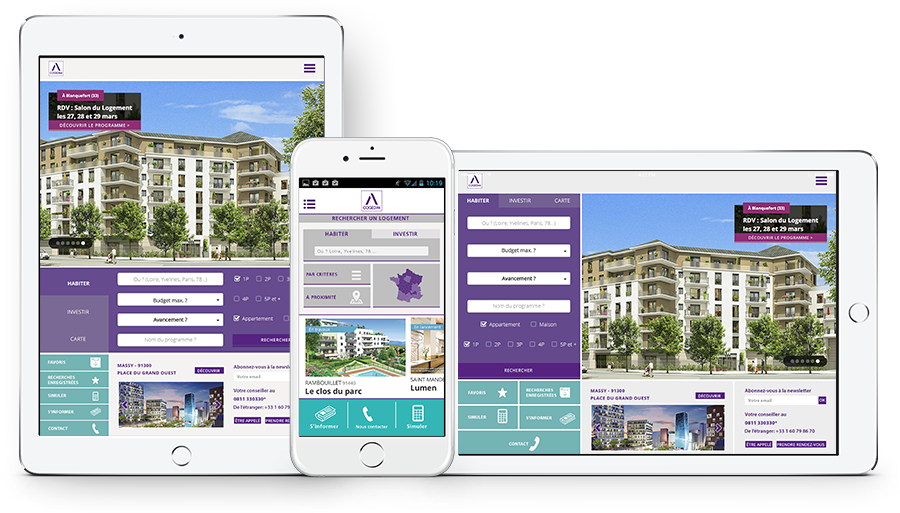 COGEDIM
À Blanquefort (33)
RDV : Salon du Logement
les 27, 28 et 29 mars
DÉCOUVRIR LE PROGRAMME >
HABITER
INVESTIR
CARTE
Où ? (Loire, Yvelines, Paris, 78...)
Budget max. ?
Avancement ?
Nom du programme ?
1P
2P
3
4P
5P et +
Appartement
RECHERCHER
FAVORIS
RECHERCHES
ENREGISTRÉES
SIMULER
S'INFORMER
CONTACT
MASSY - 91300
PLACE DU GRAND OUEST
DÉCOUVRIR
Abonnez-vous à la newsle
Votre email
Votre conseiller au
0811 330330*
De l'étranger: +33 1 60
ÊTRE APPELÉ
PRENDRE RENDEZ
10:19
COGEDIM
RECHERCHER UN LOGEMENT
HABITER
INVESTIR
Où ? Loire, Yvelines, 78...
PAR CRITÈRES
À PROXIMITÉ
En travaux
En lancement
RAMBOUILLET
Le clos du parc
SAINT MANDÉ
Lumen
S'informer
Nous contacter
Simuler
COGEDIM
HABITER
INVESTIR
CARTE
Où ? (Loire, Yvelines, Paris, 78...)
Budget max. ?
Avancement ?
Nom du programme ?
Appartement
Maison
1P
2P
3P
4P
5P et +
RECHERCHER
À Blanquefort (33)
RDV : Salon du Logement
les 27, 28 et 29 mars
DÉCOUVRIR LE PROGRAMME >
FAVORIS
RECHERCHES
ENREGISTRÉES
SIMULER
S'INFORMER
CONTACT
MASSY - 91300
PLACE DU GRAND OUEST
DÉCOUVRIR
Abonnez-vous à la newsletter
Votre email
OK
Votre conseiller au
0811 330330*
De l'étranger: +33 1 60 79 86 70
ÊTRE APPELÉ
PRENDRE RENDEZ-VOUS